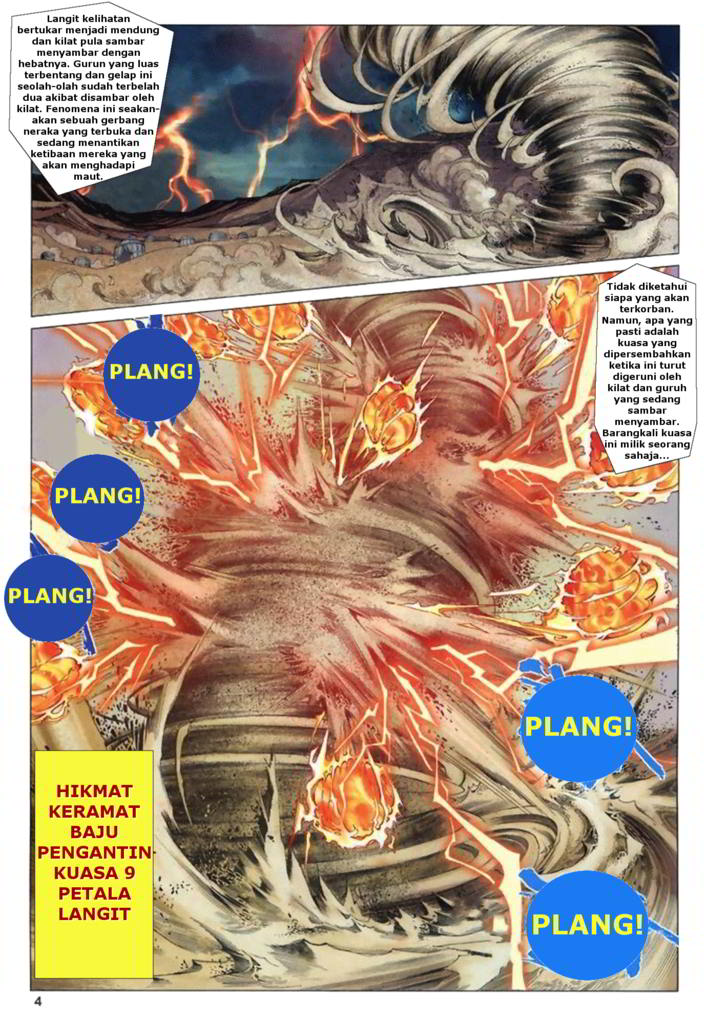 Langit kelihatan
bertukar menjadi mendung
dan kilat pula sambar
menyambar dengan
hebatnya. Gurun yang luas
terbentang dan gelap ini
seolah-olah sudah terbelah
dua akibat disambar oleh
kilat. Fenomena ini seakan-
akan sebuah gerbang
neraka yang terbuka dan
sedang menantikan
ketibaan mereka yang
akan menghadapi
maut.
Tidak diketahui
siapa yang akan
terkorban.
Namun, apa yang
pasti adalah
kuasa yang
dipersembahkan
ketika ini turut
digeruni oleh
kilat dan guruh
yang sedang
sambar
menyambar.
Barangkali kuasa
ini milik seorang
sahaja...
PLANG!
PLANG!
PLANG!
PLANG!
HIKMAT
KERAMAT
BAJU
PENGANTIN-
KUASA 9
PETALA
LANGIT
PLANG!
4